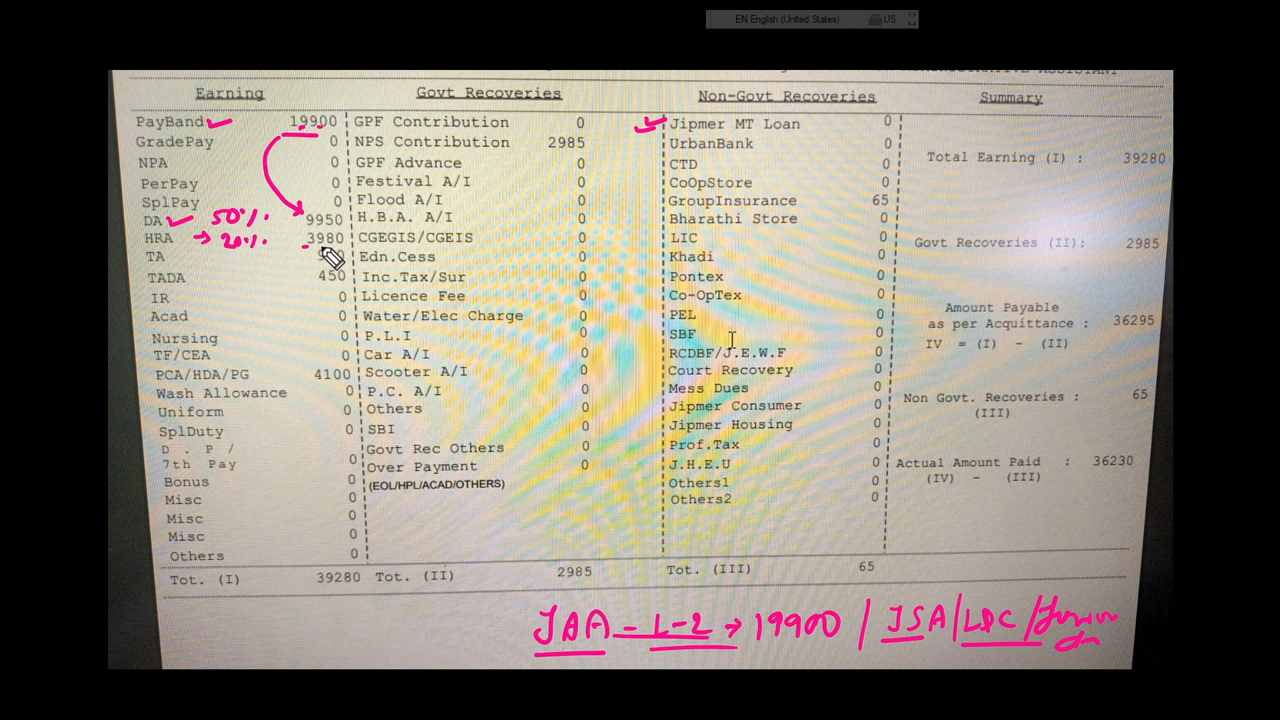 EN English (United States) US
Earning Govt Recoveries Non-Govt Recoveries Summary
PayBand 19900 GPF Contribution 0 Jipmer MT Loan 0
GradePay 0 NPS Contribution 2985 UrbanBank 0
Total Earning (I) : 39280
NPA 0 GPF Advance 0 CTD 0
PerPay 0 Festival A/I 0 CoOpStore 0
SplPay 0 Flood A/I 0 GroupInsurance 65
DA 50%. 9950 H.B.A. A/I 0 Bharathi Store 0
HRA → 20%. 3980 CGEGIS/CGEIS 0 LIC 0
Govt Recoveries (II): 2985
TA Edn.Cess 0 Khadi 0
TADA 450 Inc.Tax/Sur 0 Pontex 0
IR 0 Licence Fee 0 Co-OpTex 0
Amount Payable
Acad 0 Water/Elec Charge 0 PEL 0
as per Acquittance : 36295
Nursing 0 P.L.I 0 SBF 0
IV = (I) - (II)
TF/CEA 0 Car A/I 0 RCDBF/J.E.W.F 0
PCA/HDA/PG 4100 Scooter A/I 0 Court Recovery 0
Wash Allowance 0 P.C. A/I 0 Mess Dues 0
Non Govt. Recoveries : 65
Uniform 0 Others 0 Jipmer Consumer 0
(III)
SplDuty 0 SBI 0 Jipmer Housing 0
D . P / Govt Rec Others 0 Prof.Tax 0
7th Pay 0 Over Payment 0 J.H.E.U 0
Actual Amount Paid : 36230
Bonus 0 (EOL/HPL/ACAD/OTHERS) Others1 0
(IV) - (III)
Misc 0 Others2 0
Misc 0
Misc 0
Others 0
Tot. (I) 39280 Tot. (II) 2985 Tot. (III) 65
JAA - L-2 → 19900 / JSA/LDC/Junior